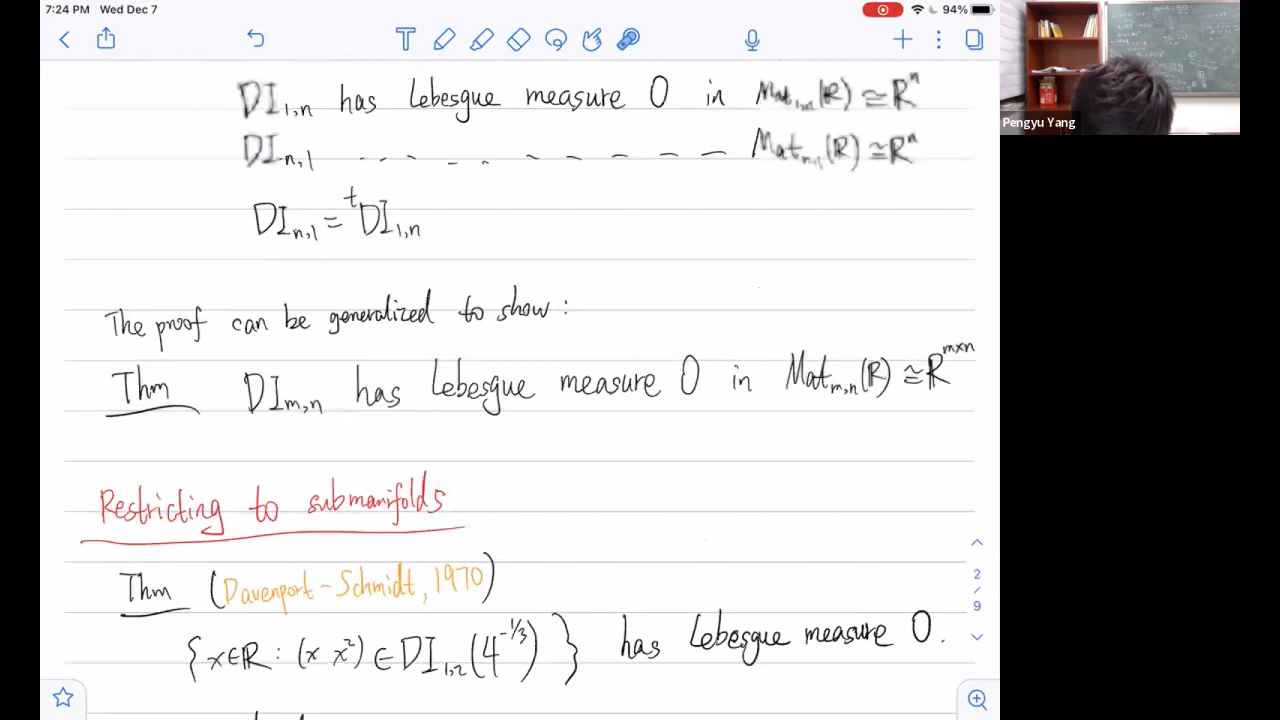 7:24 PM Wed Dec 7
94%
DI₁,ₙ has Lebesgue measure 0 in Mat₁,ₙ(ℝ) ≅ ℝⁿ
DIₙ,₁ ............ Matₙ,₁(ℝ) ≅ ℝⁿ
DIₙ,₁ = ᵗDI₁,ₙ
The proof can be generalized to show :
Thm DIₘ,ₙ has Lebesgue measure 0 in Matₘ,ₙ(ℝ) ≅ ℝᵐˣⁿ
Restricting to submanifolds
Thm (Davenport-Schmidt, 1970)
{x∈ℝ : (x x²) ∈ DI₁,₂(4^{-1/3})} has Lebesgue measure 0.
2
/
9
Pengyu Yang